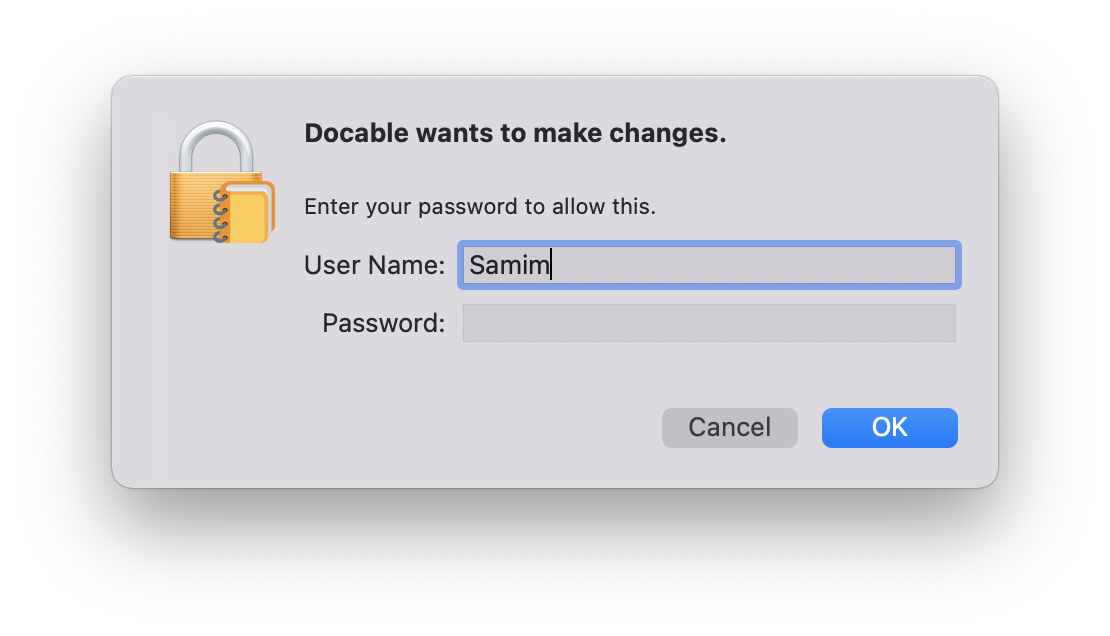 Docable wants to make changes.
Enter your password to allow this.
User Name: Samim
Password:
Cancel OK